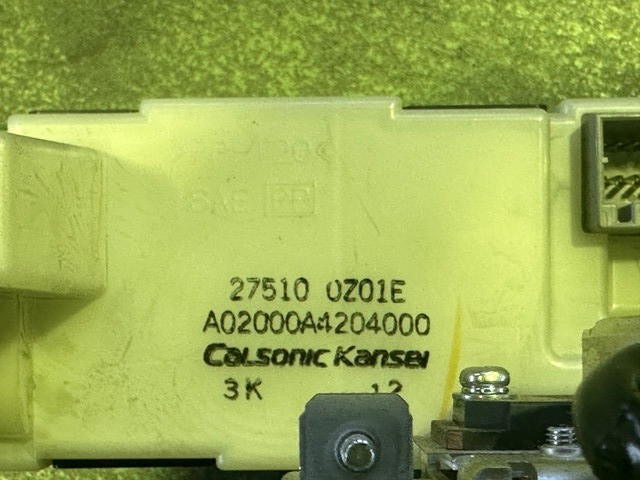 27510 0Z01E
A02000A4204000
CaLsonic Kansei
3K 12